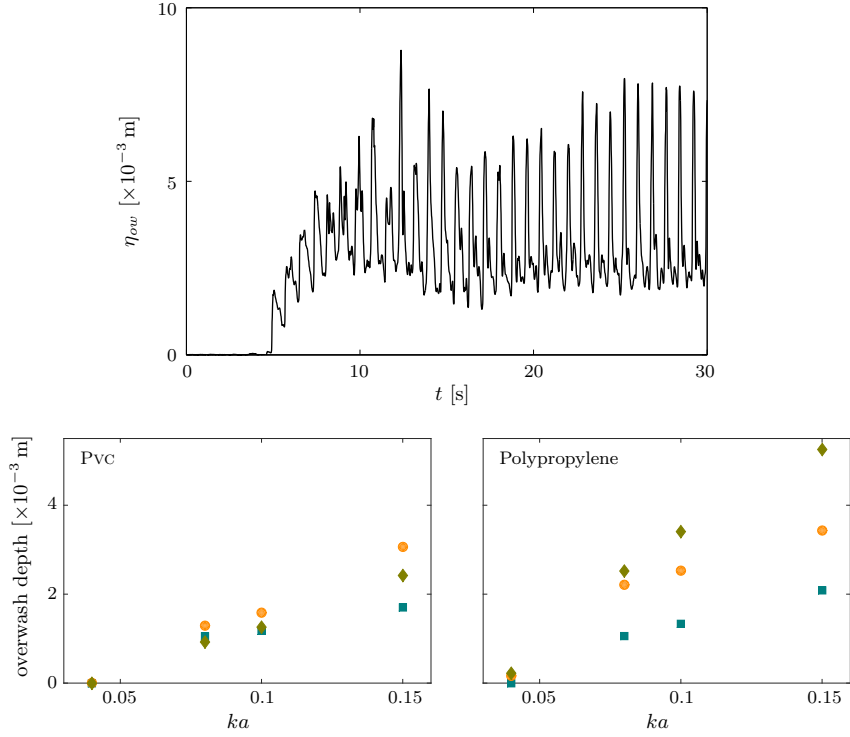 10
5
0
η_ow [×10⁻³ m]
0 10 20 30
t [s]
overwash depth [×10⁻³ m]
4
2
0
PVC
0.05 0.1 0.15
ka
Polypropylene
0.05 0.1 0.15
ka